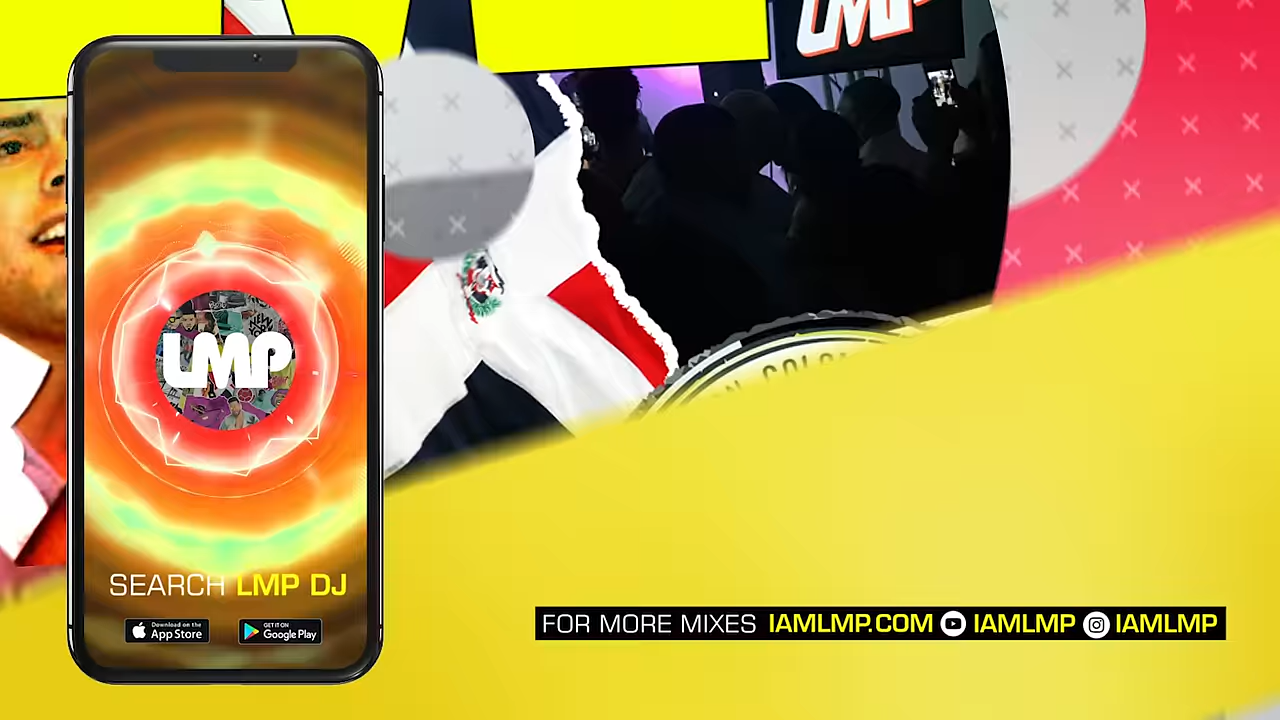 LMP
LMP
SEARCH LMP DJ
Download on the
App Store
GET IT ON
Google Play
FOR MORE MIXES IAMLMP.COM IAMLMP IAMLMP